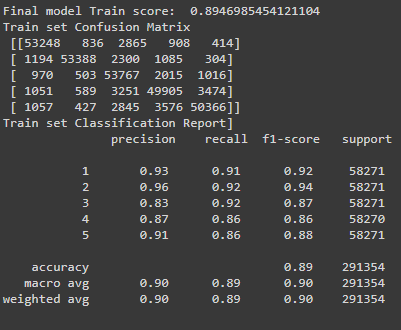 Final model Train score:  0.8946985454121104
Train set Confusion Matrix
 [[53248   836  2865   908   414]
 [ 1194 53388  2300  1085   304]
 [  970   503 53767  2015  1016]
 [ 1051   589  3251 49905  3474]
 [ 1057   427  2845  3576 50366]]
Train set Classification Report]
              precision    recall  f1-score   support
           1       0.93      0.91      0.92     58271
           2       0.96      0.92      0.94     58271
           3       0.83      0.92      0.87     58271
           4       0.87      0.86      0.86     58270
           5       0.91      0.86      0.88     58271
    accuracy                           0.89    291354
   macro avg       0.90      0.89      0.90    291354
weighted avg       0.90      0.89      0.90    291354